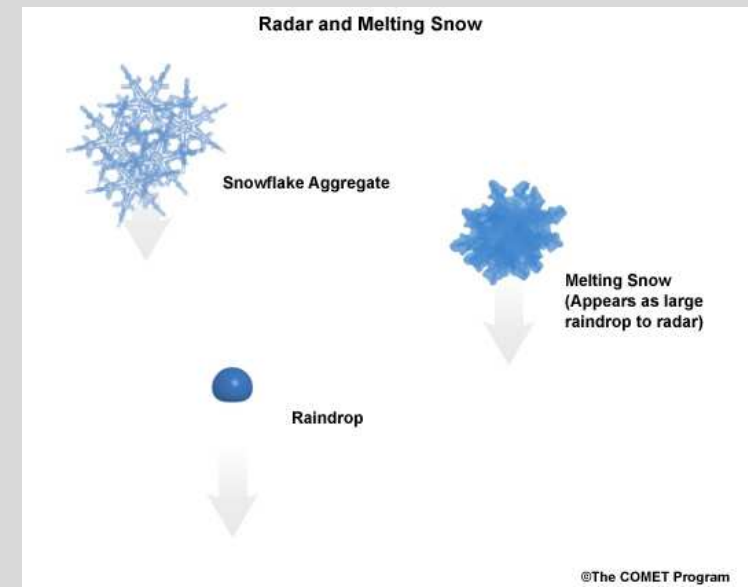 Radar and Melting Snow
Snowflake Aggregate
Melting Snow
(Appears as large
raindrop to radar)
Raindrop
©The COMET Program